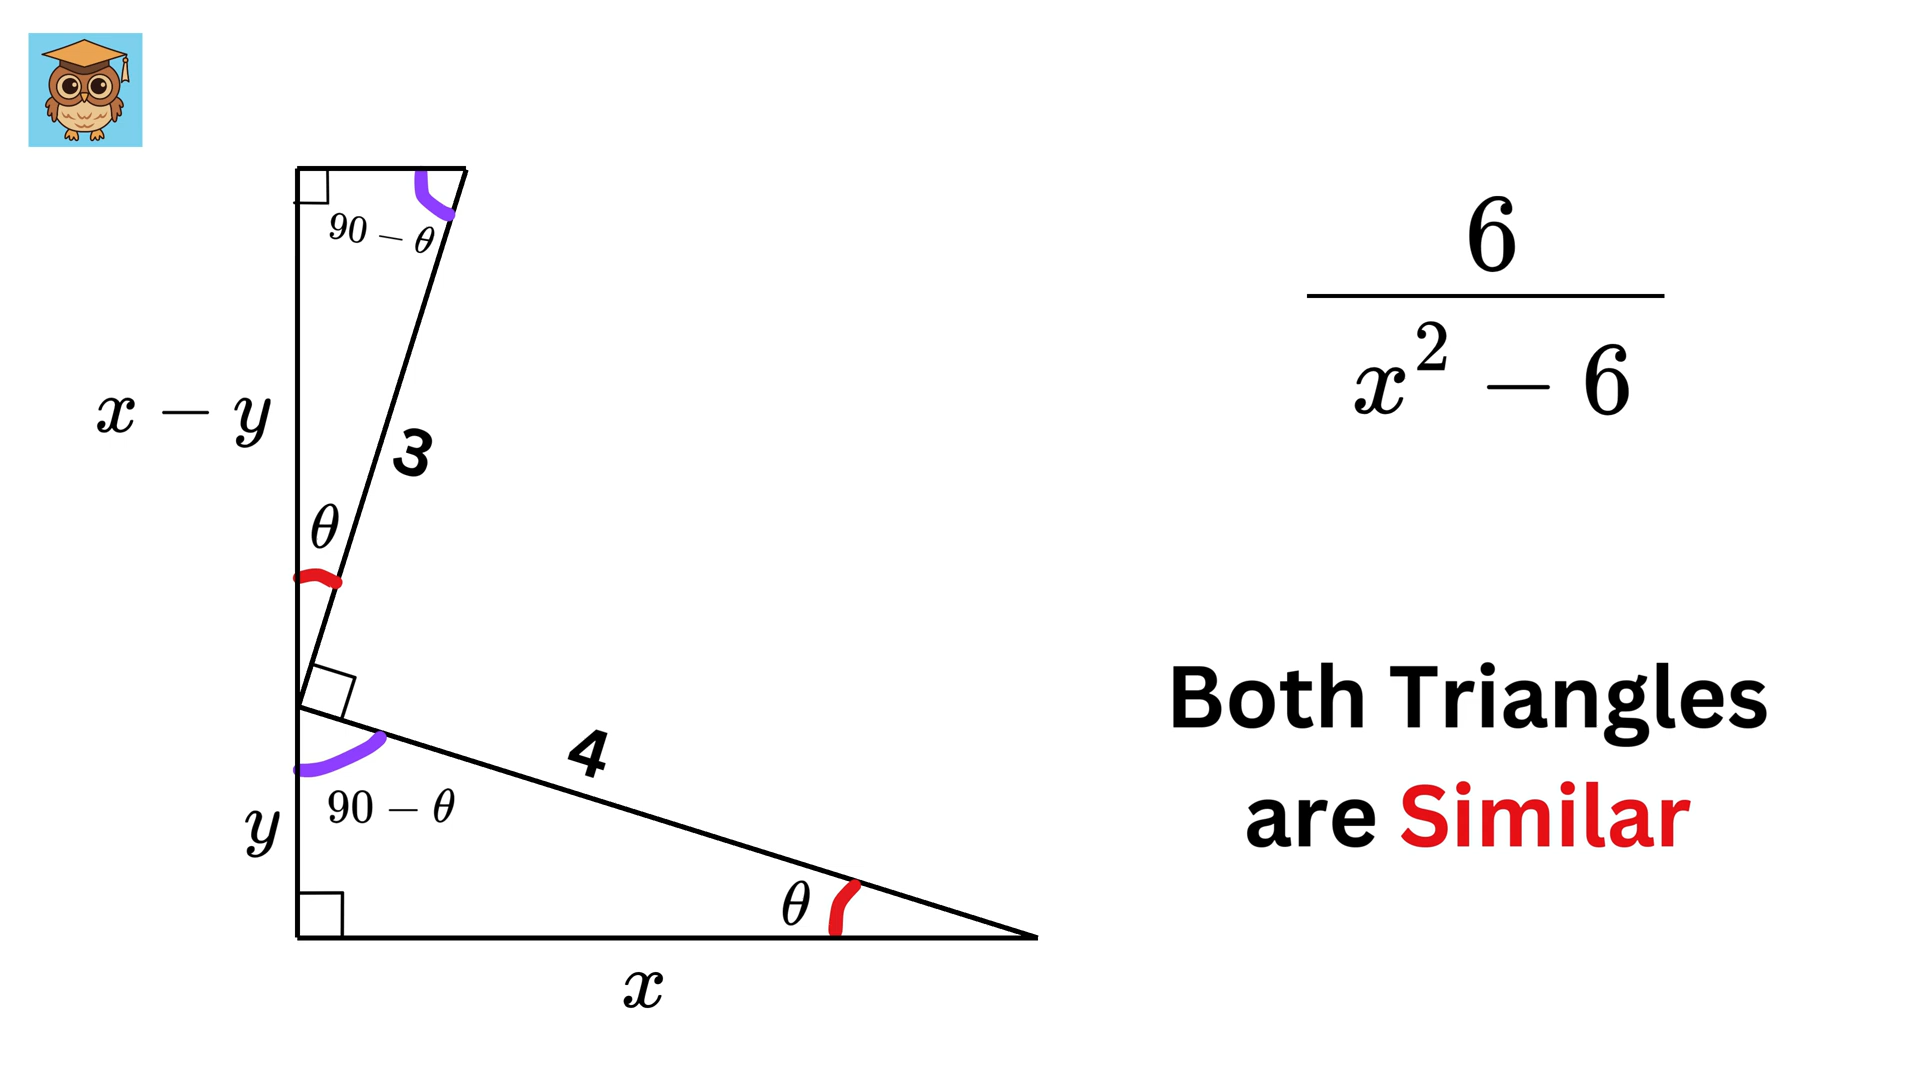 90 − θ
x − y
3
θ
4
90 − θ
y
θ
x
6
x² − 6
Both Triangles
are Similar